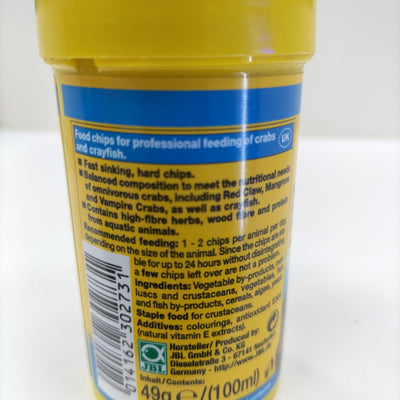 Food chips for professional feeding of crabs
and crayfish.
UK
■ Fast sinking, hard chips.
■ Balanced composition to meet the nutritional needs
of omnivorous crabs, including Red Claw, Mangrove
and Vampire Crabs, as well as crayfish.
■ Contains high-fibre herbs, wood fibre and protein
from aquatic animals.
Recommended feeding: 1 - 2 chips per animal per day,
depending on the size of the animal. Since the chips are
ble for up to 24 hours without disintegrating,
a few chips left over are not a problem.
Ingredients: Vegetable by-products,
luscs and crustaceans, vegetables, fish
and fish by-products, cereals, algae, yeast
Staple food for crustaceans.
Additives: colourings, antioxidant
(natural vitamin E extracts).
Hersteller/ Produced by:
JBL GmbH & Co. KG
Dieselstraße 3 - 67141
Germany - http://www.JBL.
JBL
Inhalt / Contents:
49g ℮/(100ml)
014162 302731